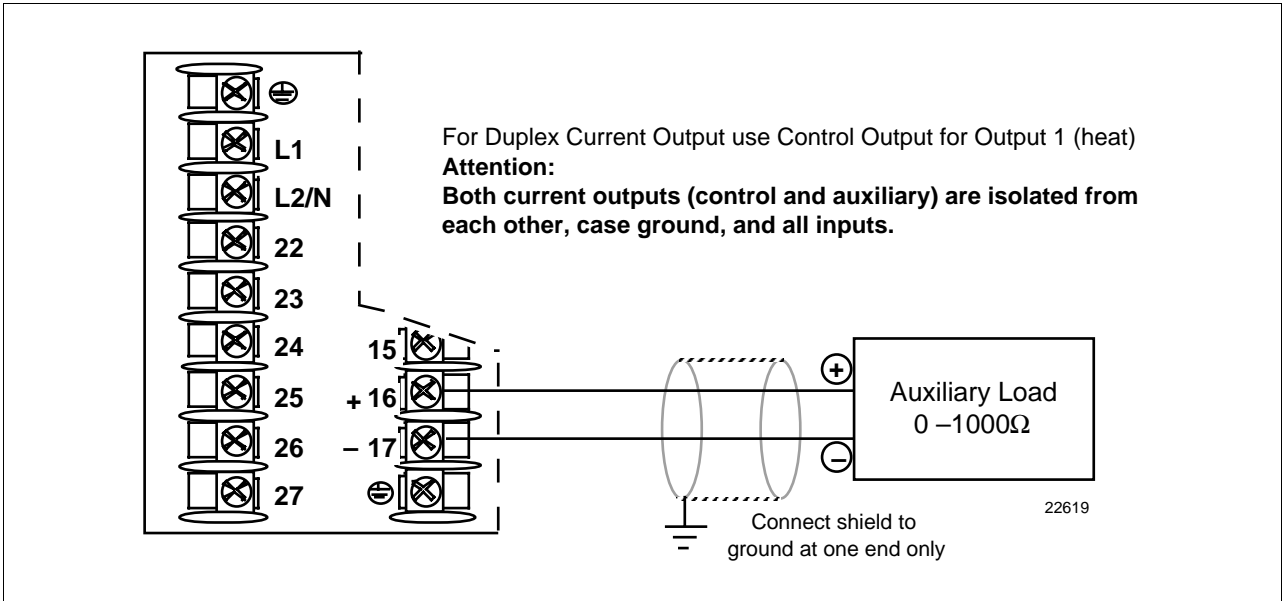 L1
L2/N
22
23
24
25
26
27
15
+ 16
– 17
For Duplex Current Output use Control Output for Output 1 (heat)
Attention:
Both current outputs (control and auxiliary) are isolated from
each other, case ground, and all inputs.
+
Auxiliary Load
0 –1000Ω
–
22619
Connect shield to
ground at one end only